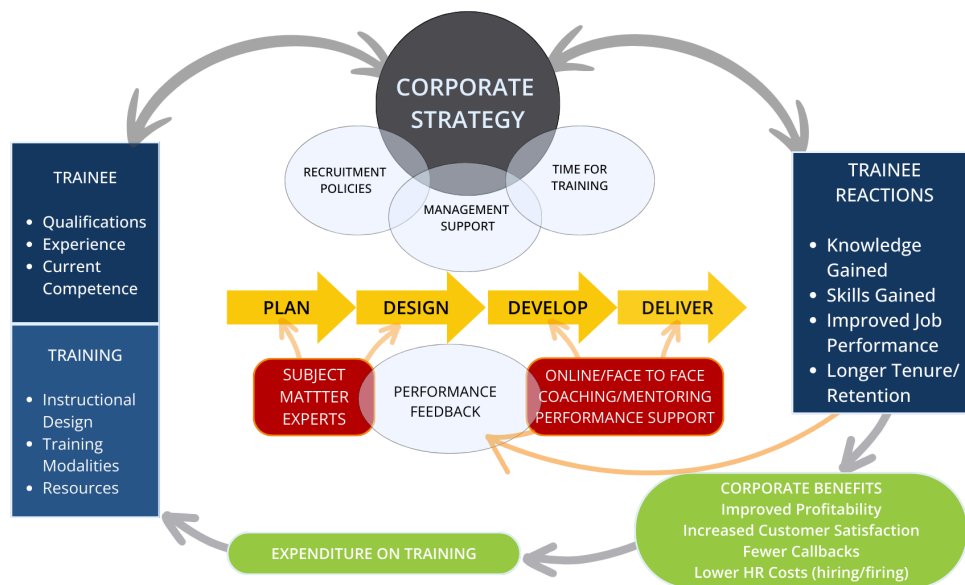 CORPORATE
STRATEGY
RECRUITMENT
POLICIES
MANAGEMENT
SUPPORT
TIME FOR
TRAINING
TRAINEE
• Qualifications
• Experience
• Current
Competence
TRAINING
• Instructional
Design
• Training
Modalities
• Resources
PLAN
DESIGN
DEVELOP
DELIVER
SUBJECT
MATTTER
EXPERTS
PERFORMANCE
FEEDBACK
ONLINE/FACE TO FACE
COACHING/MENTORING
PERFORMANCE SUPPORT
TRAINEE
REACTIONS
• Knowledge
Gained
• Skills Gained
• Improved Job
Performance
• Longer Tenure/
Retention
CORPORATE BENEFITS
Improved Profitability
Increased Customer Satisfaction
Fewer Callbacks
Lower HR Costs (hiring/firing)
EXPENDITURE ON TRAINING